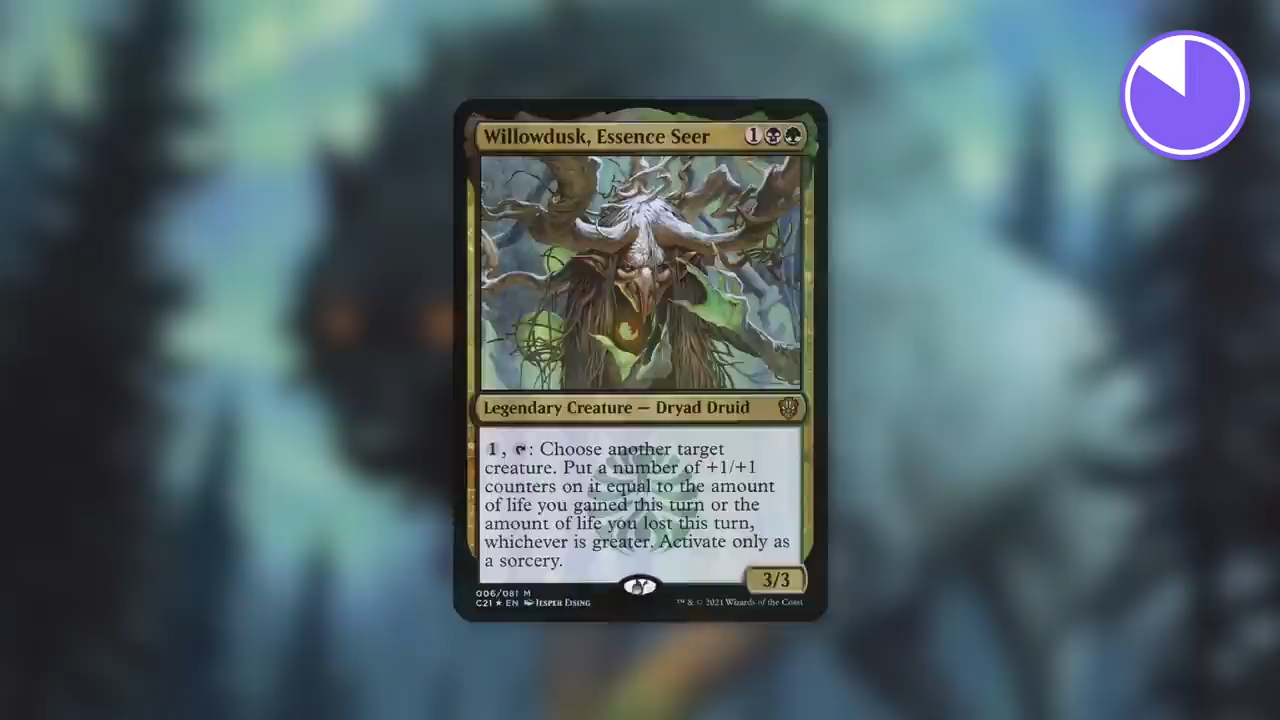 Willowdusk, Essence Seer 1
Legendary Creature — Dryad Druid
1, : Choose another target
creature. Put a number of +1/+1
counters on it equal to the amount
of life you gained this turn or the
amount of life you lost this turn,
whichever is greater. Activate only as
a sorcery.
3/3
006/081 M
C21 ★ EN Jesper Ejsing
™ & © 2021 Wizards of the Coast